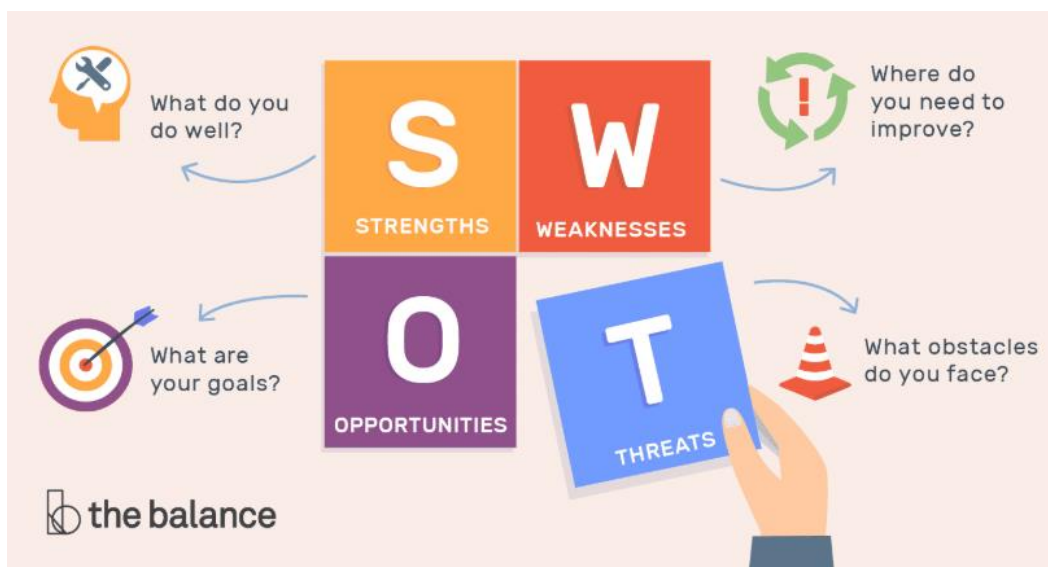 What do you
do well?
S
STRENGTHS
W
WEAKNESSES
Where do
you need to
improve?
What are
your goals?
O
OPPORTUNITIES
T
THREATS
What obstacles
do you face?
the balance